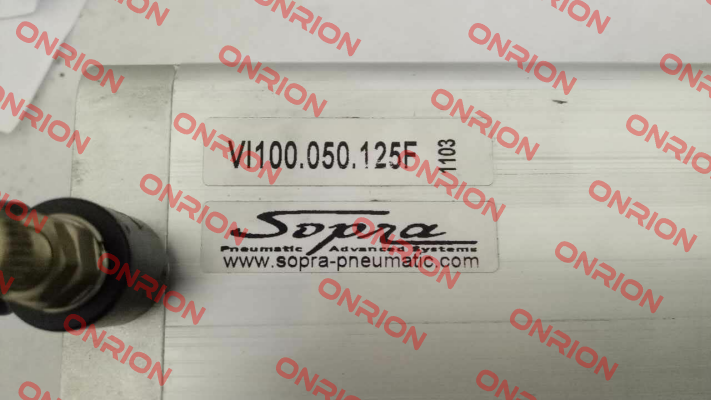 VI100.050.125F
1103
Sopra
Pneumatic Advanced Systems
www.sopra-pneumatic.com
ONRION